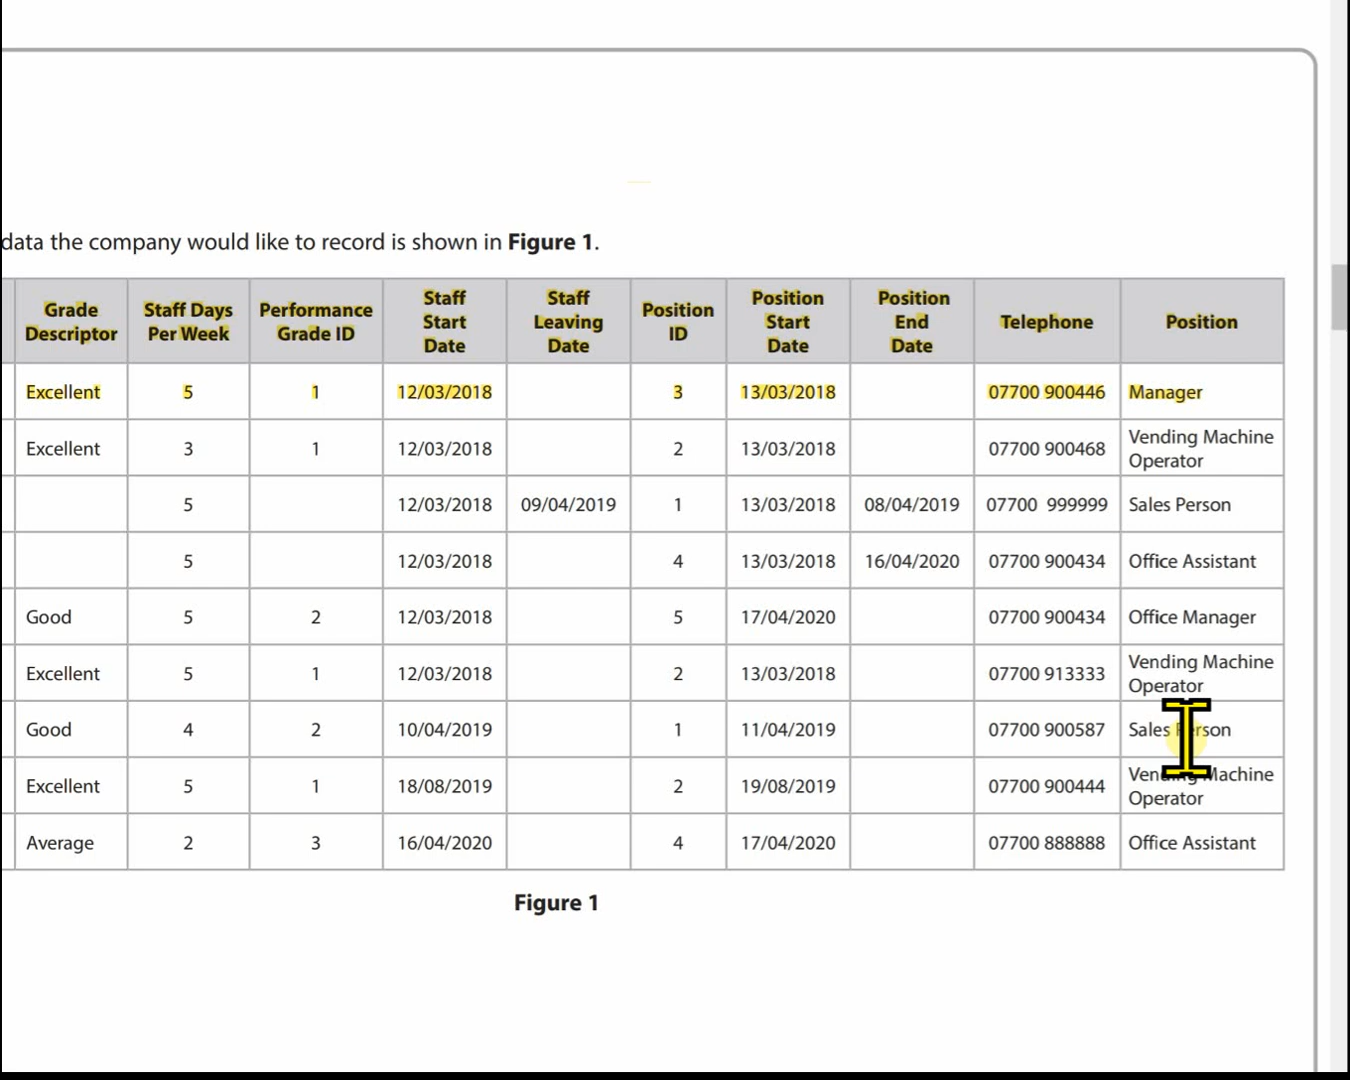 data the company would like to record is shown in Figure 1.
Grade Descriptor Staff Days Per Week Performance Grade ID Staff Start Date Staff Leaving Date Position ID Position Start Date Position End Date Telephone Position
Excellent 5 1 12/03/2018 3 13/03/2018 07700 900446 Manager
Excellent 3 1 12/03/2018 2 13/03/2018 07700 900468 Vending Machine Operator
5 12/03/2018 09/04/2019 1 13/03/2018 08/04/2019 07700 999999 Sales Person
5 12/03/2018 4 13/03/2018 16/04/2020 07700 900434 Office Assistant
Good 5 2 12/03/2018 5 17/04/2020 07700 900434 Office Manager
Excellent 5 1 12/03/2018 2 13/03/2018 07700 913333 Vending Machine Operator
Good 4 2 10/04/2019 1 11/04/2019 07700 900587 Sales Person
Excellent 5 1 18/08/2019 2 19/08/2019 07700 900444 Vending Machine Operator
Average 2 3 16/04/2020 4 17/04/2020 07700 888888 Office Assistant
Figure 1